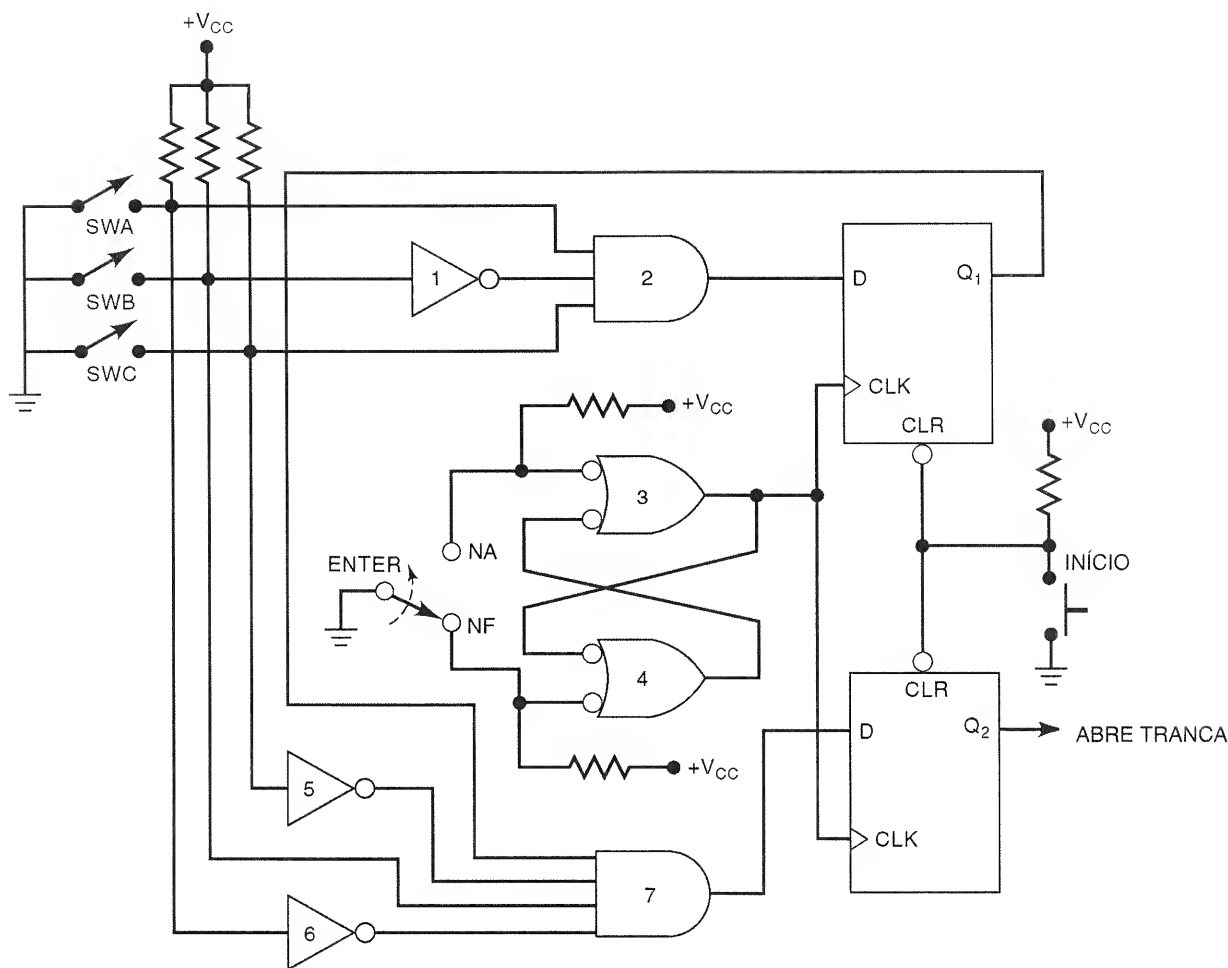 +VCC
SWA
SWB
SWC
1
2
D
Q1
CLK
CLR
+VCC
+VCC
3
NA
ENTER
NF
INÍCIO
4
CLR
D
Q2
ABRE TRANCA
+VCC
5
CLK
7
6